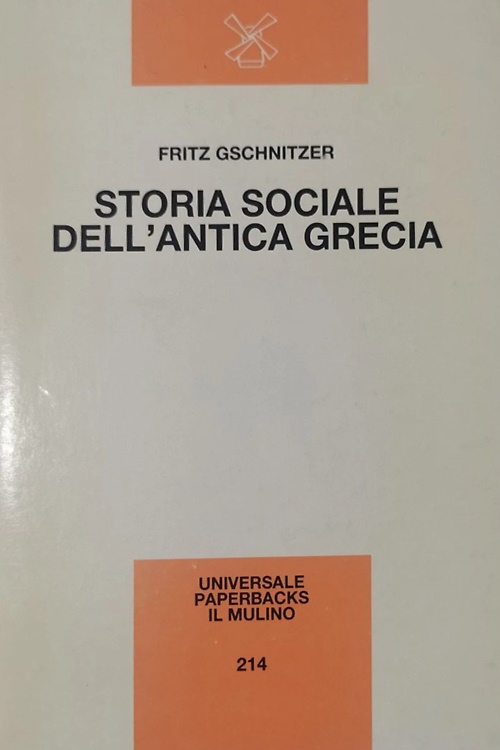 FRITZ GSCHNITZER
STORIA SOCIALE
DELL'ANTICA GRECIA
UNIVERSALE
PAPERBACKS
IL MULINO
214